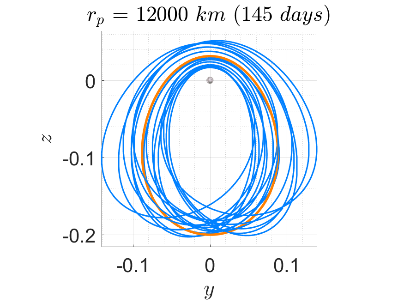 r_p = 12000 km (145 days)
0
-0.1
-0.2
z
-0.1 0 0.1
y